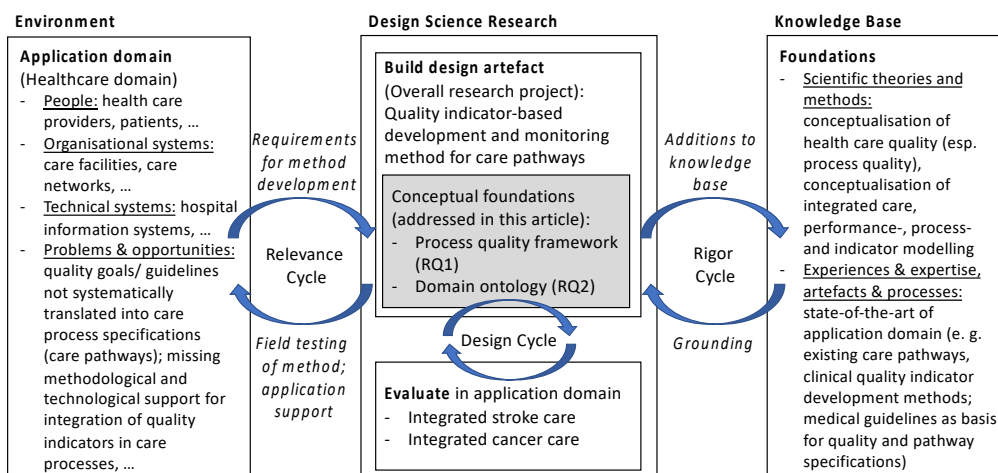 Environment
Application domain
(Healthcare domain)
- People: health care
providers, patients, …
- Organisational systems:
care facilities, care
networks, …
- Technical systems: hospital
information systems, …
- Problems & opportunities:
quality goals/ guidelines
not systematically
translated into care
process specifications
(care pathways); missing
methodological and
technological support for
integration of quality
indicators in care
processes, …
Requirements
for method
development
Relevance
Cycle
Field testing
of method;
application
support
Design Science Research
Build design artefact
(Overall research project):
Quality indicator-based
development and monitoring
method for care pathways
Conceptual foundations
(addressed in this article):
- Process quality framework
(RQ1)
- Domain ontology (RQ2)
Design Cycle
Evaluate in application domain
- Integrated stroke care
- Integrated cancer care
Additions to
knowledge
base
Rigor
Cycle
Grounding
Knowledge Base
Foundations
- Scientific theories and
methods:
conceptualisation of
health care quality (esp.
process quality),
conceptualisation of
integrated care,
performance-, process-
and indicator modelling
- Experiences & expertise,
artefacts & processes:
state-of-the-art of
application domain (e. g.
existing care pathways,
clinical quality indicator
development methods;
medical guidelines as basis
for quality and pathway
specifications)